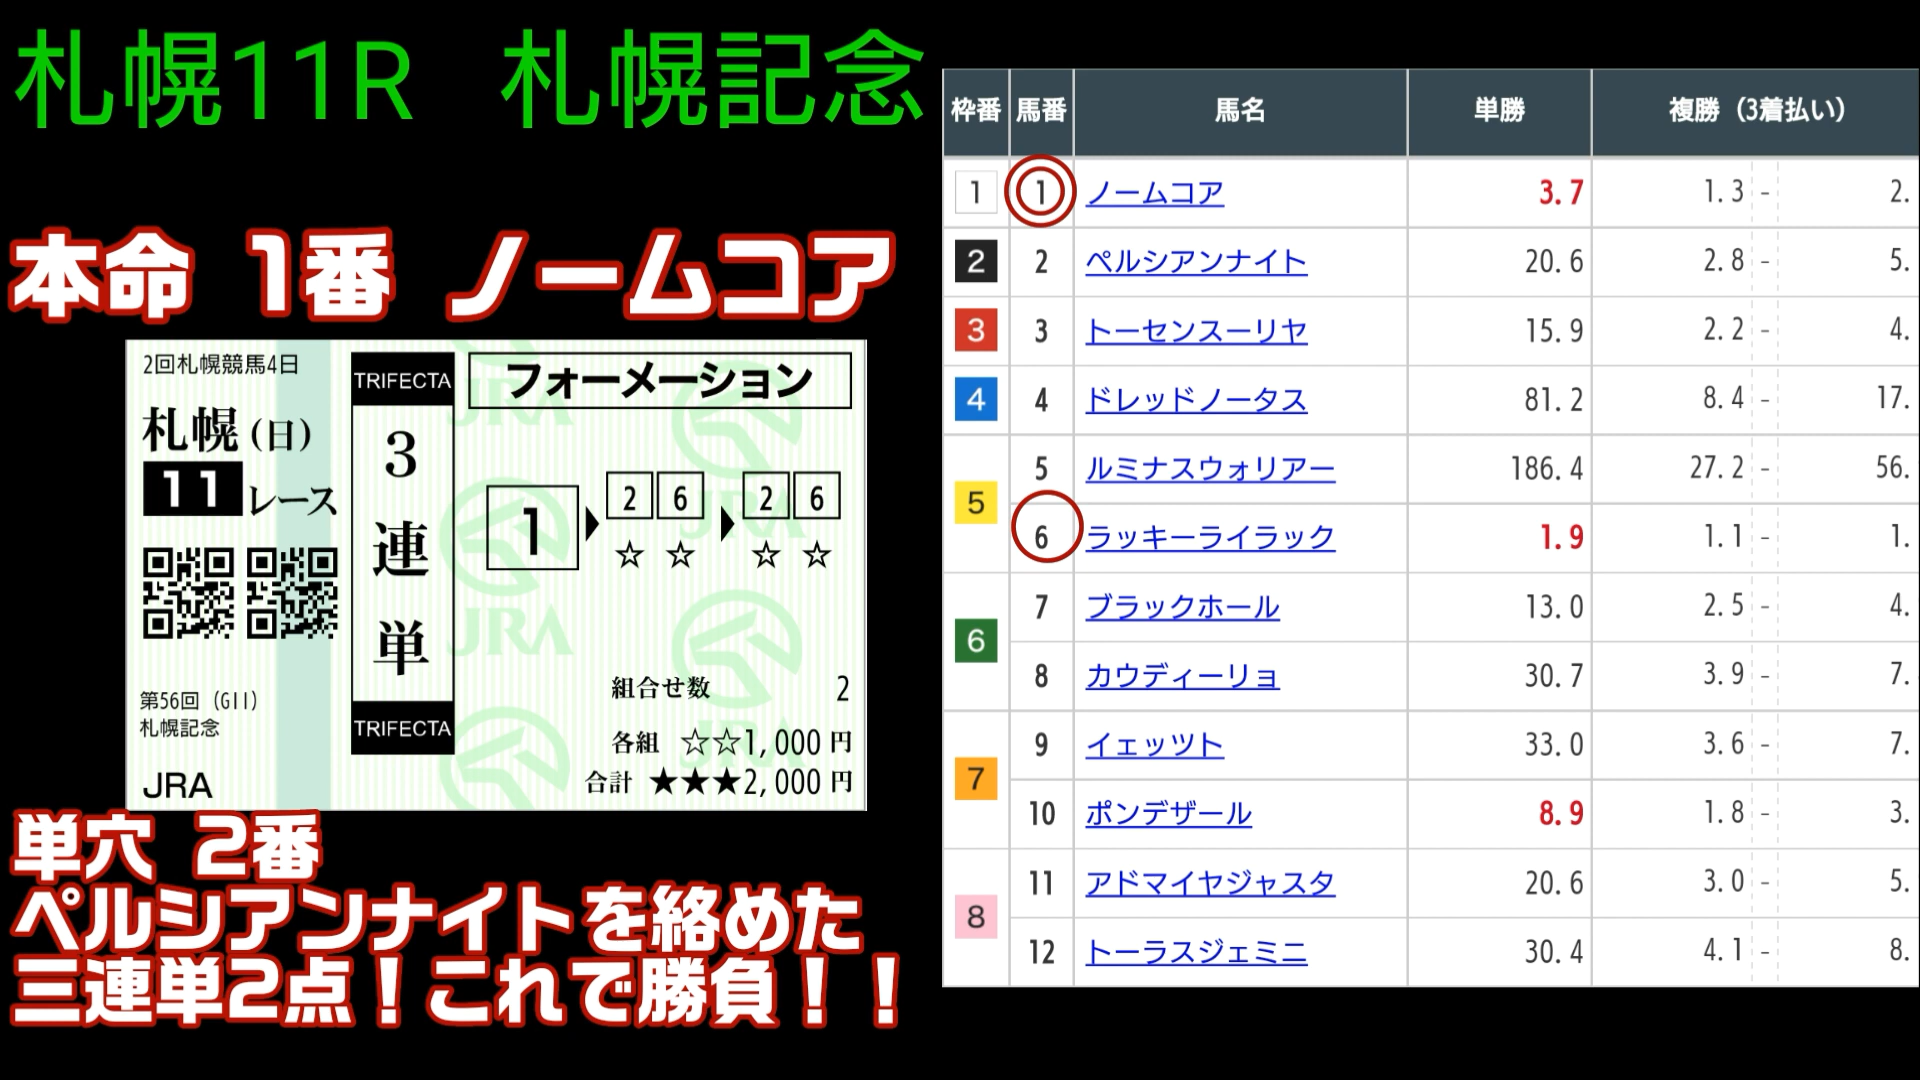 札幌11R 札幌記念
本命 1番 ノームコア
2回札幌競馬4日
札幌(日)
11レース
第56回(GII)
札幌記念
JRA
TRIFECTA
3連単
TRIFECTA
フォーメーション
1 ▶ 2 6 ▶ 2 6
☆ ☆ ☆ ☆
組合せ数 2
各組 ☆☆1,000円
合計 ★★★2,000円
JRA
JRA
JRA
JRA
JRA
単穴 2番
ペルシアンナイトを絡めた
三連単2点！これで勝負！！
枠番 馬番 馬名 単勝 複勝（3着払い）
1 1 ノームコア 3.7 1.3 - 2.
2 2 ペルシアンナイト 20.6 2.8 - 5.
3 3 トーセンスーリヤ 15.9 2.2 - 4.
4 4 ドレッドノータス 81.2 8.4 - 17.
5 5 ルミナスウォリアー 186.4 27.2 - 56.
6 ラッキーライラック 1.9 1.1 - 1.
6 7 ブラックホール 13.0 2.5 - 4.
8 カウディーリョ 30.7 3.9 - 7.
7 9 イェッツト 33.0 3.6 - 7.
10 ポンデザール 8.9 1.8 - 3.
8 11 アドマイヤジャスタ 20.6 3.0 - 5.
12 トーラスジェミニ 30.4 4.1 - 8.